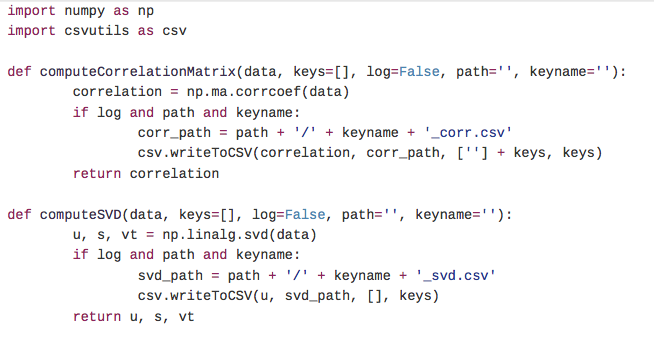 import numpy as np
import csvutils as csv
def computeCorrelationMatrix(data, keys=[], log=False, path='', keyname=''):
correlation = np.ma.corrcoef(data)
if log and path and keyname:
corr_path = path + '/' + keyname + '_corr.csv'
csv.writeToCSV(correlation, corr_path, [''] + keys, keys)
return correlation
def computeSVD(data, keys=[], log=False, path='', keyname=''):
u, s, vt = np.linalg.svd(data)
if log and path and keyname:
svd_path = path + '/' + keyname + '_svd.csv'
csv.writeToCSV(u, svd_path, [], keys)
return u, s, vt